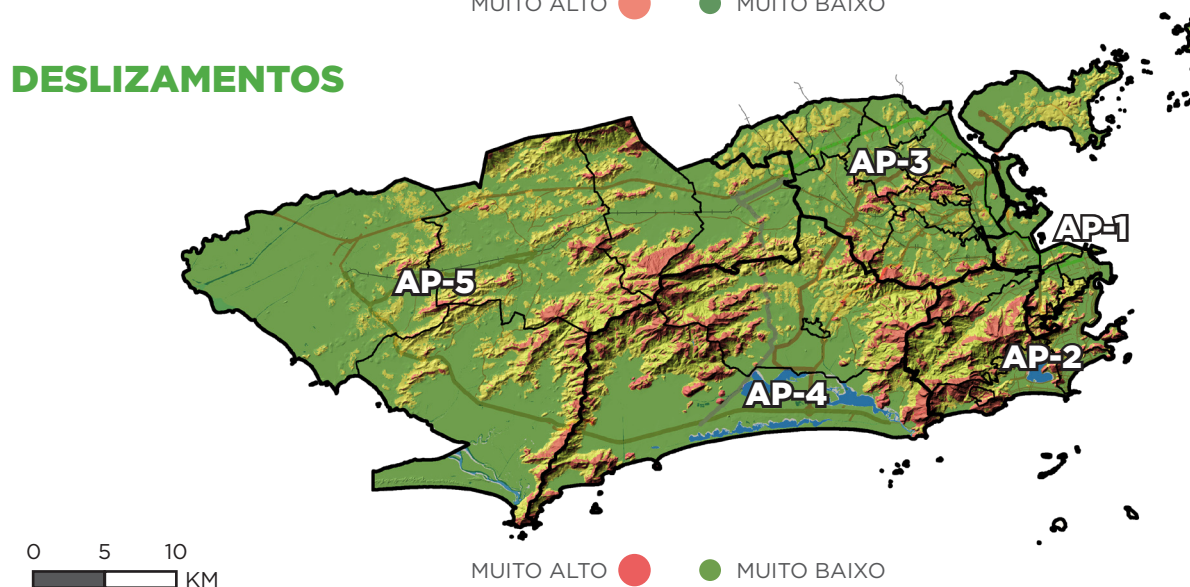 MUITO ALTO MUITO BAIXO
DESLIZAMENTOS
AP-3
AP-1
AP-5
AP-2
AP-4
0 5 10
KM
MUITO ALTO MUITO BAIXO